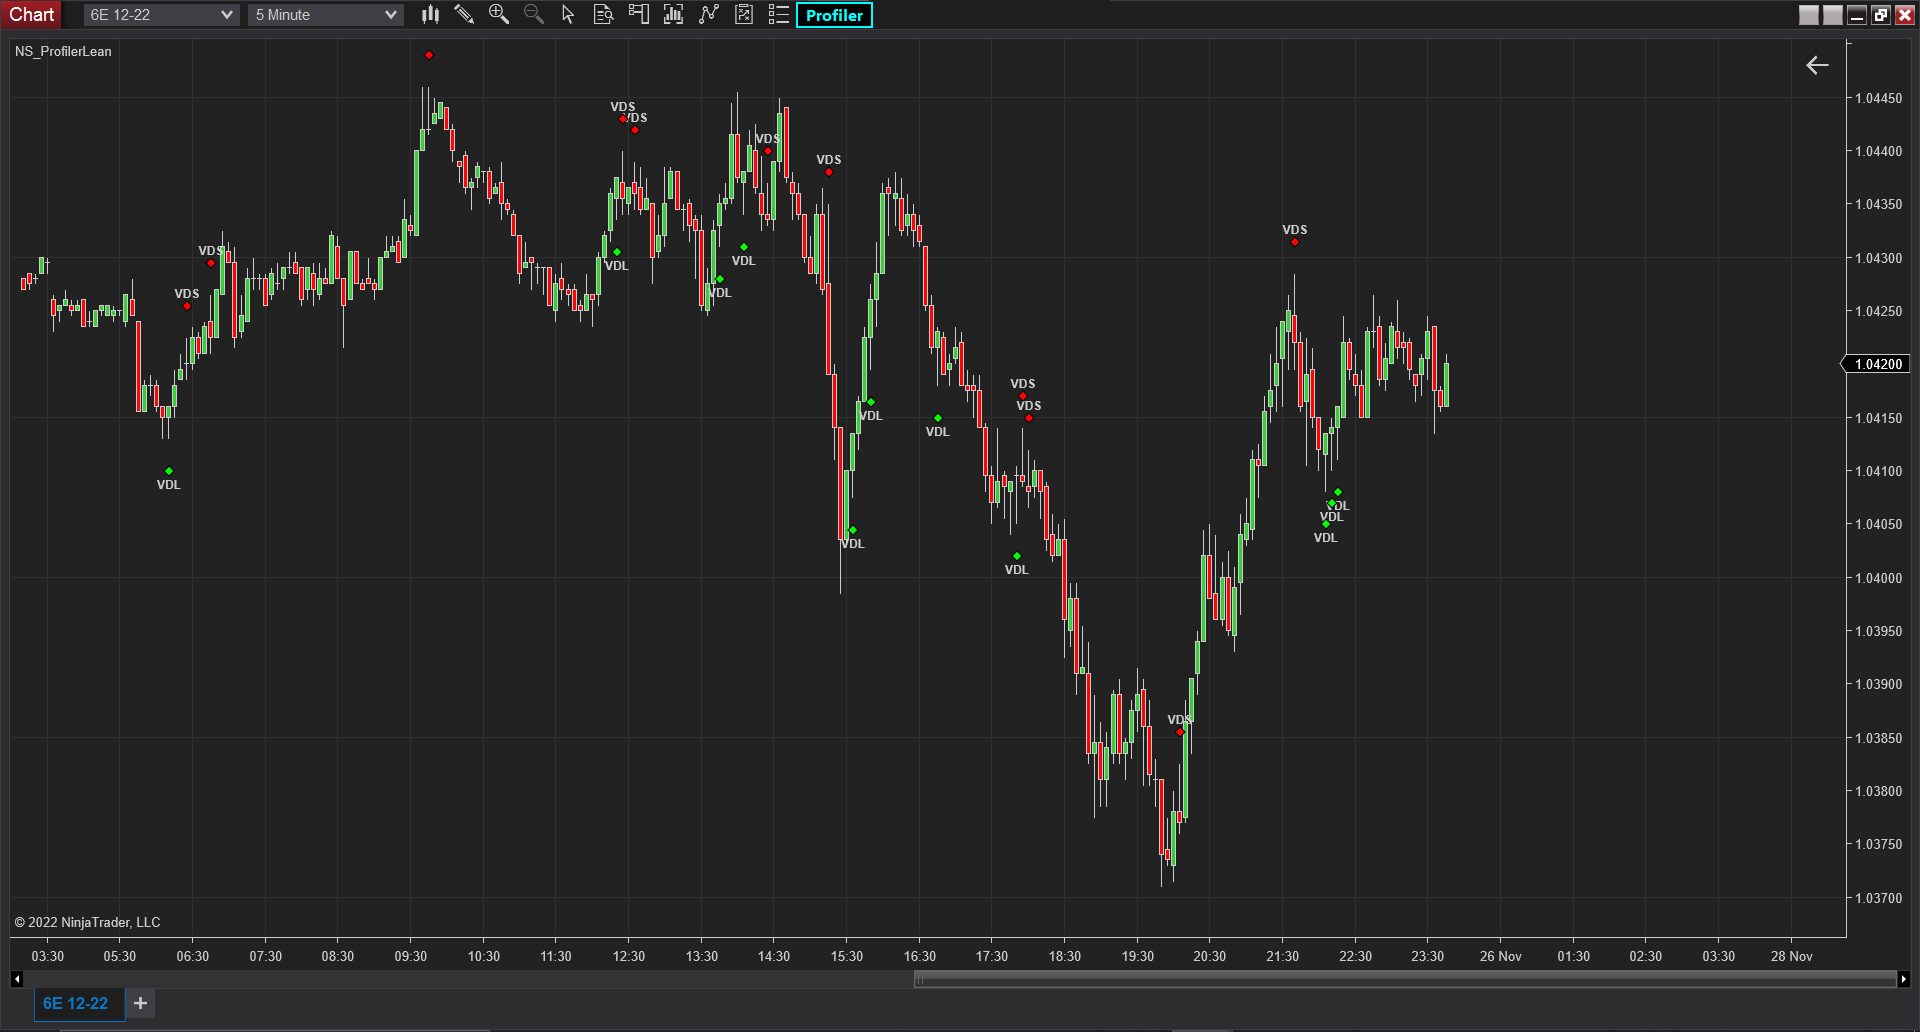 Chart 6E 12-22 5 Minute Profiler
NS_ProfilerLean
VDS
VDS
VDS
VDS
VDS
VDS
VDS
VDS
VDS
VDS
VDL
VDL
VDL
VDL
VDL
VDL
VDL
VDL
VDL
VDL
VDL
VDL
VDS
1.04450
1.04400
1.04350
1.04300
1.04250
1.04200
1.04150
1.04100
1.04050
1.04000
1.03950
1.03900
1.03850
1.03800
1.03750
1.03700
© 2022 NinjaTrader, LLC
03:30 05:30 06:30 07:30 08:30 09:30 10:30 11:30 12:30 13:30 14:30 15:30 16:30 17:30 18:30 19:30 20:30 21:30 22:30 23:30 26 Nov 01:30 02:30 03:30 28 Nov
6E 12-22 +